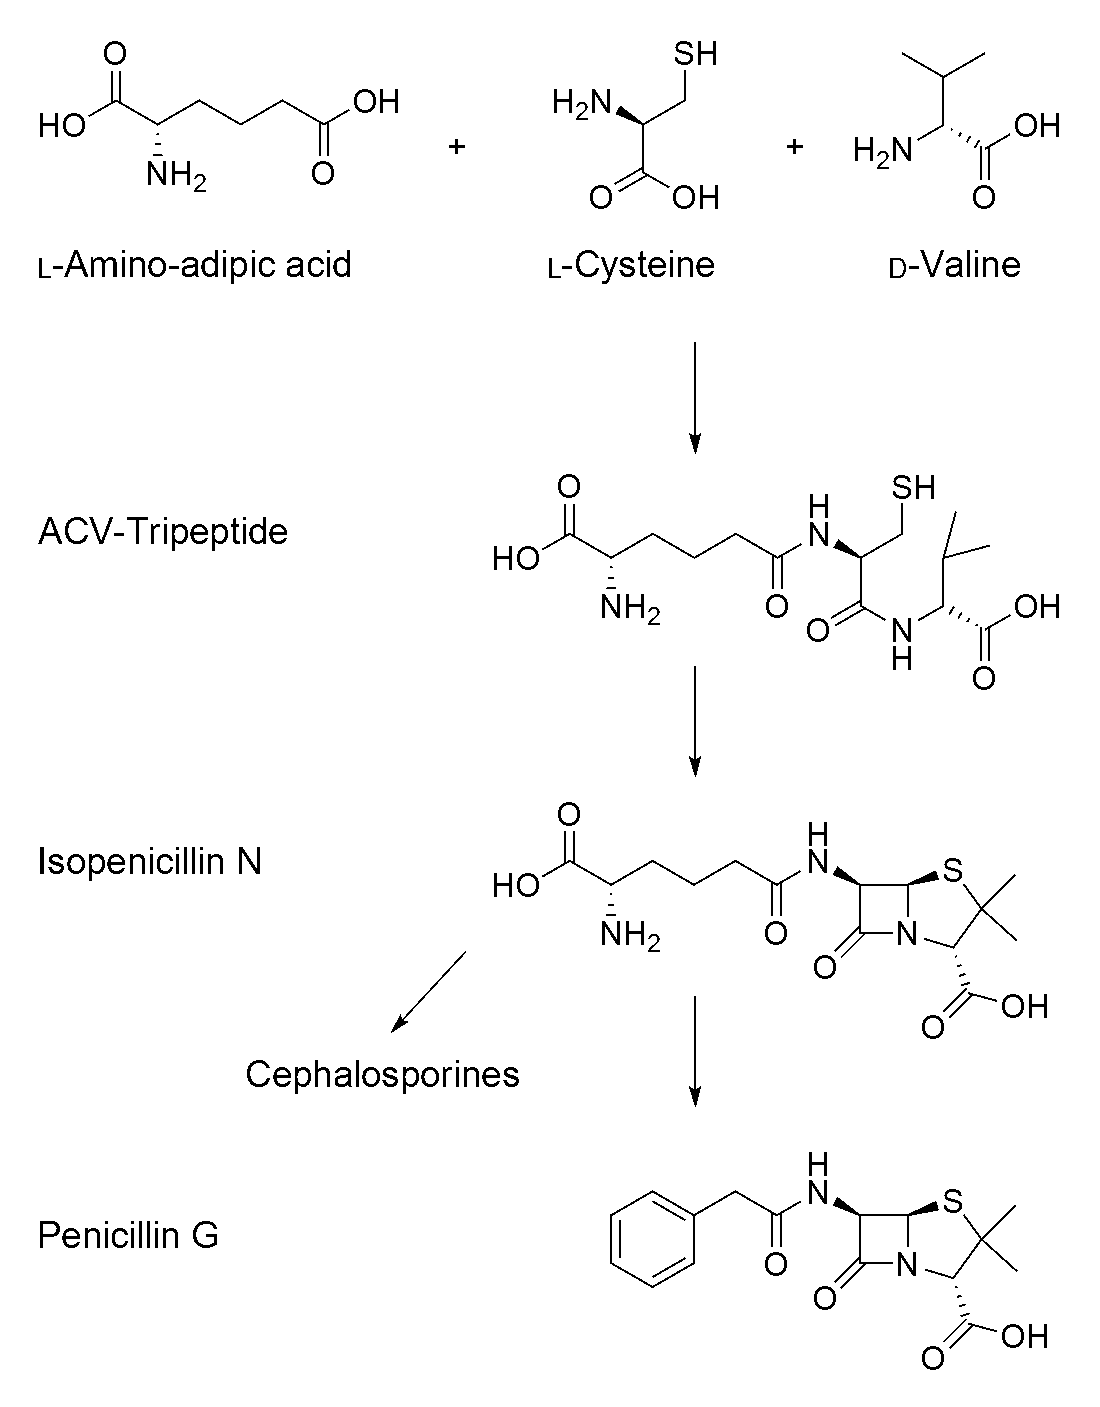 O
HO
OH
NH2
O
+
SH
H2N
O
OH
+
H2N
OH
O
L-Amino-adipic acid
L-Cysteine
D-Valine
ACV-Tripeptide
O
HO
NH2
O
H
N
SH
O
N
H
OH
O
Isopenicillin N
O
HO
NH2
O
H
N
S
N
O
O
OH
Cephalosporines
Penicillin G
O
H
N
S
N
O
O
OH